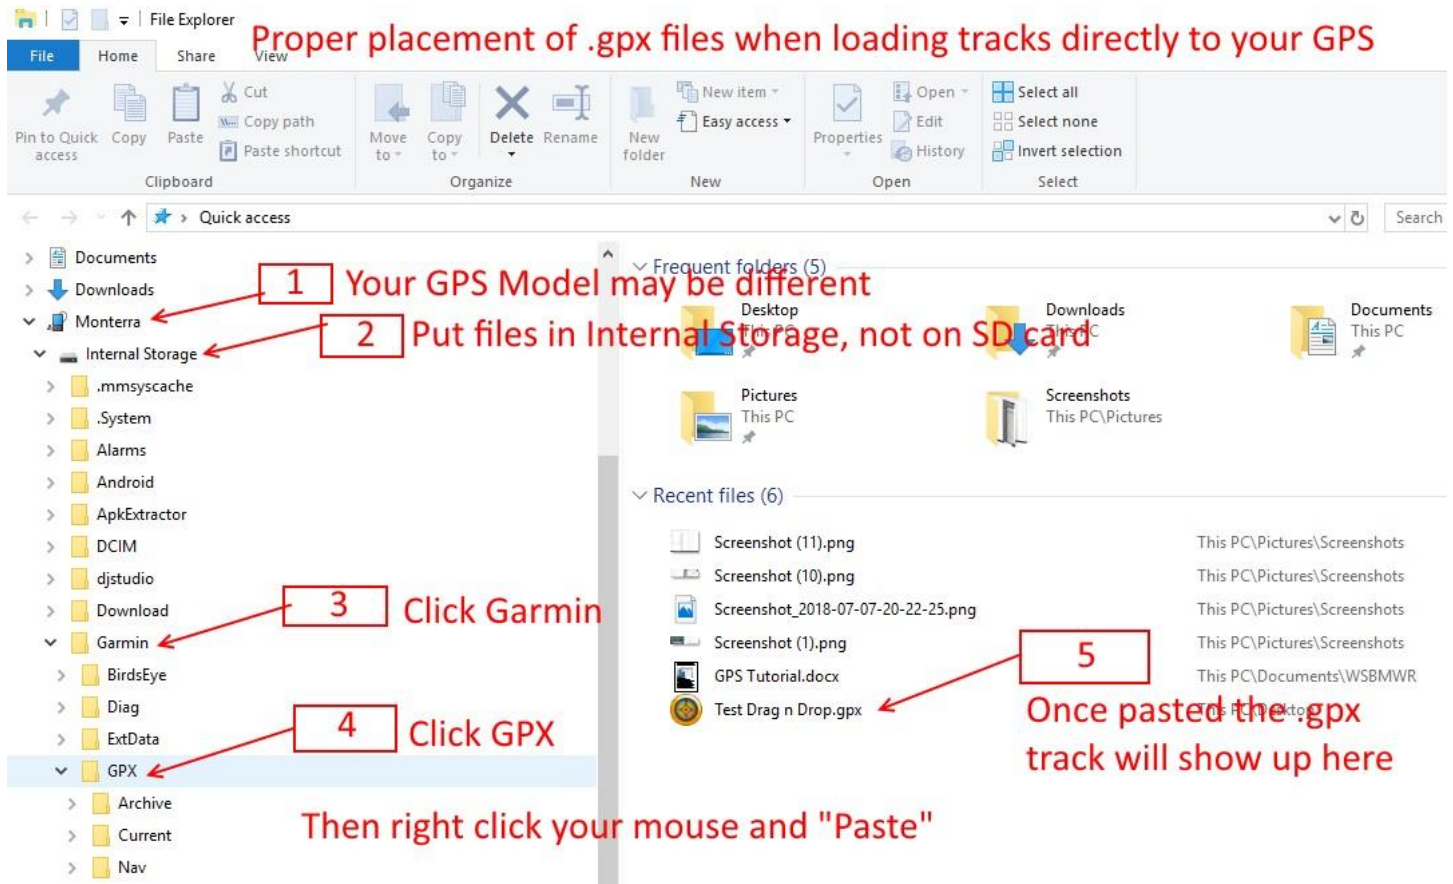 File Explorer
Proper placement of .gpx files when loading tracks directly to your GPS
File Home Share View
Pin to Quick access
Copy
Paste
Cut
Copy path
Paste shortcut
Move to
Copy to
Delete
Rename
New folder
New item
Easy access
Properties
Open
Edit
History
Select all
Select none
Invert selection
Clipboard Organize New Open Select
Quick access
Search
Documents
Downloads
Monterra
Internal Storage
.mmsyscache
.System
Alarms
Android
ApkExtractor
DCIM
djstudio
Download
Garmin
BirdsEye
Diag
ExtData
GPX
Archive
Current
Nav
1 Your GPS Model may be different
2 Put files in Internal Storage, not on SD card
3 Click Garmin
4 Click GPX
Then right click your mouse and "Paste"
Frequent folders (5)
Desktop
This PC
Downloads
This PC
Documents
This PC
Pictures
This PC
Screenshots
This PC\Pictures
Recent files (6)
Screenshot (11).png This PC\Pictures\Screenshots
Screenshot (10).png This PC\Pictures\Screenshots
Screenshot_2018-07-07-20-22-25.png This PC\Pictures\Screenshots
Screenshot (1).png This PC\Pictures\Screenshots
GPS Tutorial.docx This PC\Documents\WSBMWR
Test Drag n Drop.gpx This PC\Desktop
5
Once pasted the .gpx
track will show up here